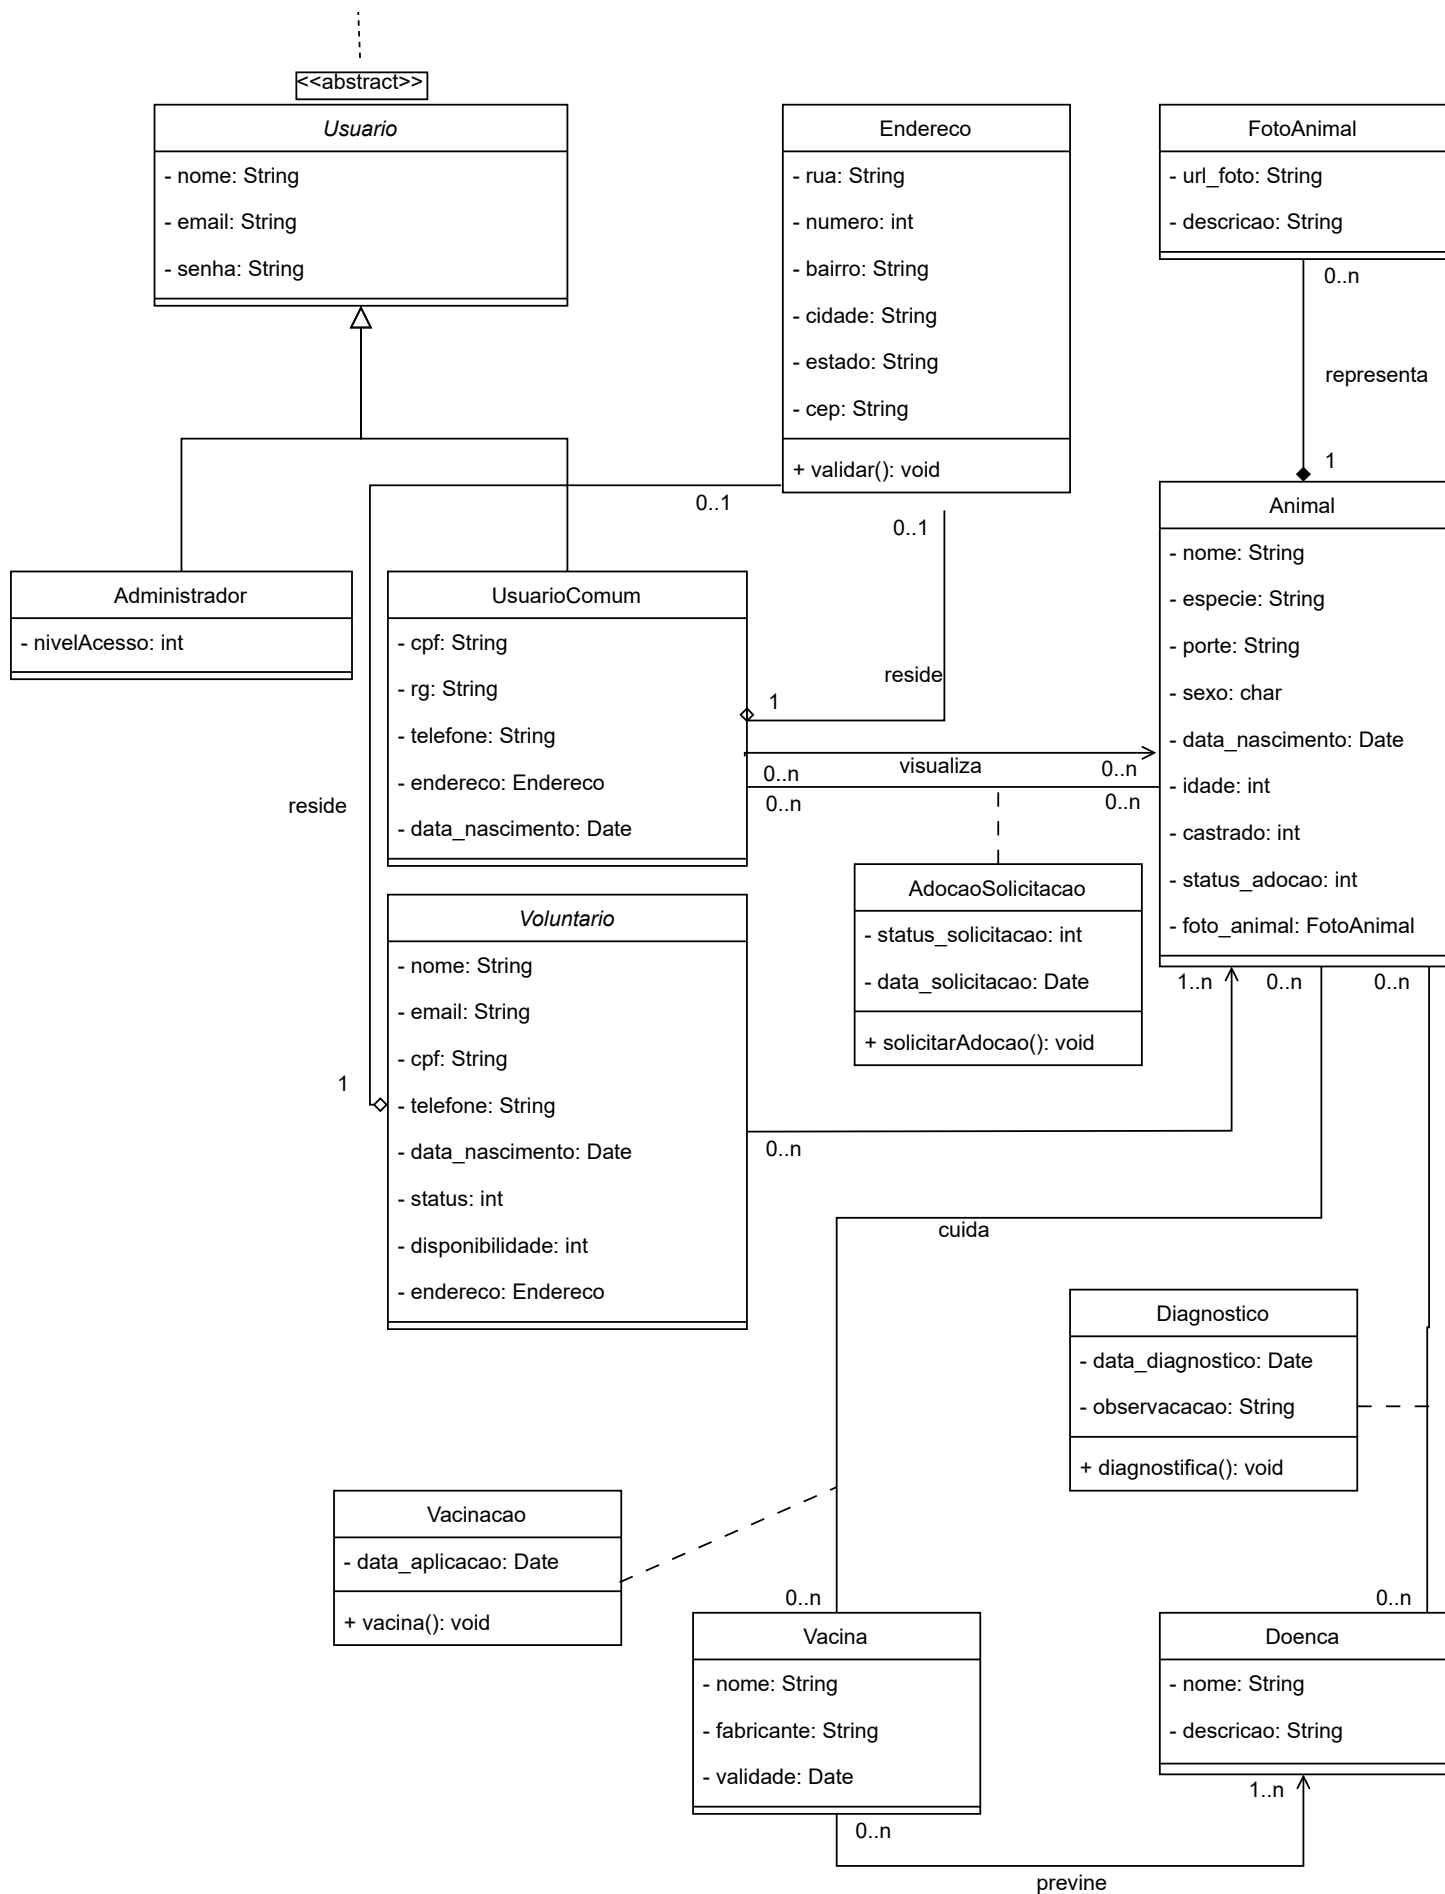 <<abstract>>
Usuario
- nome: String
- email: String
- senha: String
Endereco
- rua: String
- numero: int
- bairro: String
- cidade: String
- estado: String
- cep: String
+ validar(): void
FotoAnimal
- url_foto: String
- descricao: String
0..n
representa
1
0..1
0..1
Administrador
- nivelAcesso: int
UsuarioComum
- cpf: String
- rg: String
- telefone: String
- endereco: Endereco
- data_nascimento: Date
reside
1
reside
visualiza
0..n
0..n
0..n
0..n
Animal
- nome: String
- especie: String
- porte: String
- sexo: char
- data_nascimento: Date
- idade: int
- castrado: int
- status_adocao: int
- foto_animal: FotoAnimal
1..n
0..n
0..n
AdocaoSolicitacao
- status_solicitacao: int
- data_solicitacao: Date
+ solicitarAdocao(): void
Voluntario
- nome: String
- email: String
- cpf: String
- telefone: String
- data_nascimento: Date
- status: int
- disponibilidade: int
- endereco: Endereco
1
0..n
cuida
Diagnostico
- data_diagnostico: Date
- observacacao: String
+ diagnostifica(): void
Vacinacao
- data_aplicacao: Date
+ vacina(): void
0..n
0..n
Vacina
- nome: String
- fabricante: String
- validade: Date
Doenca
- nome: String
- descricao: String
1..n
0..n
previne